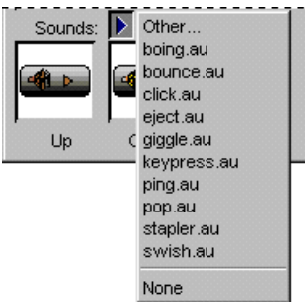 Sounds:
Other...
boing.au
bounce.au
click.au
eject.au
giggle.au
keypress.au
ping.au
pop.au
stapler.au
swish.au
None
Up